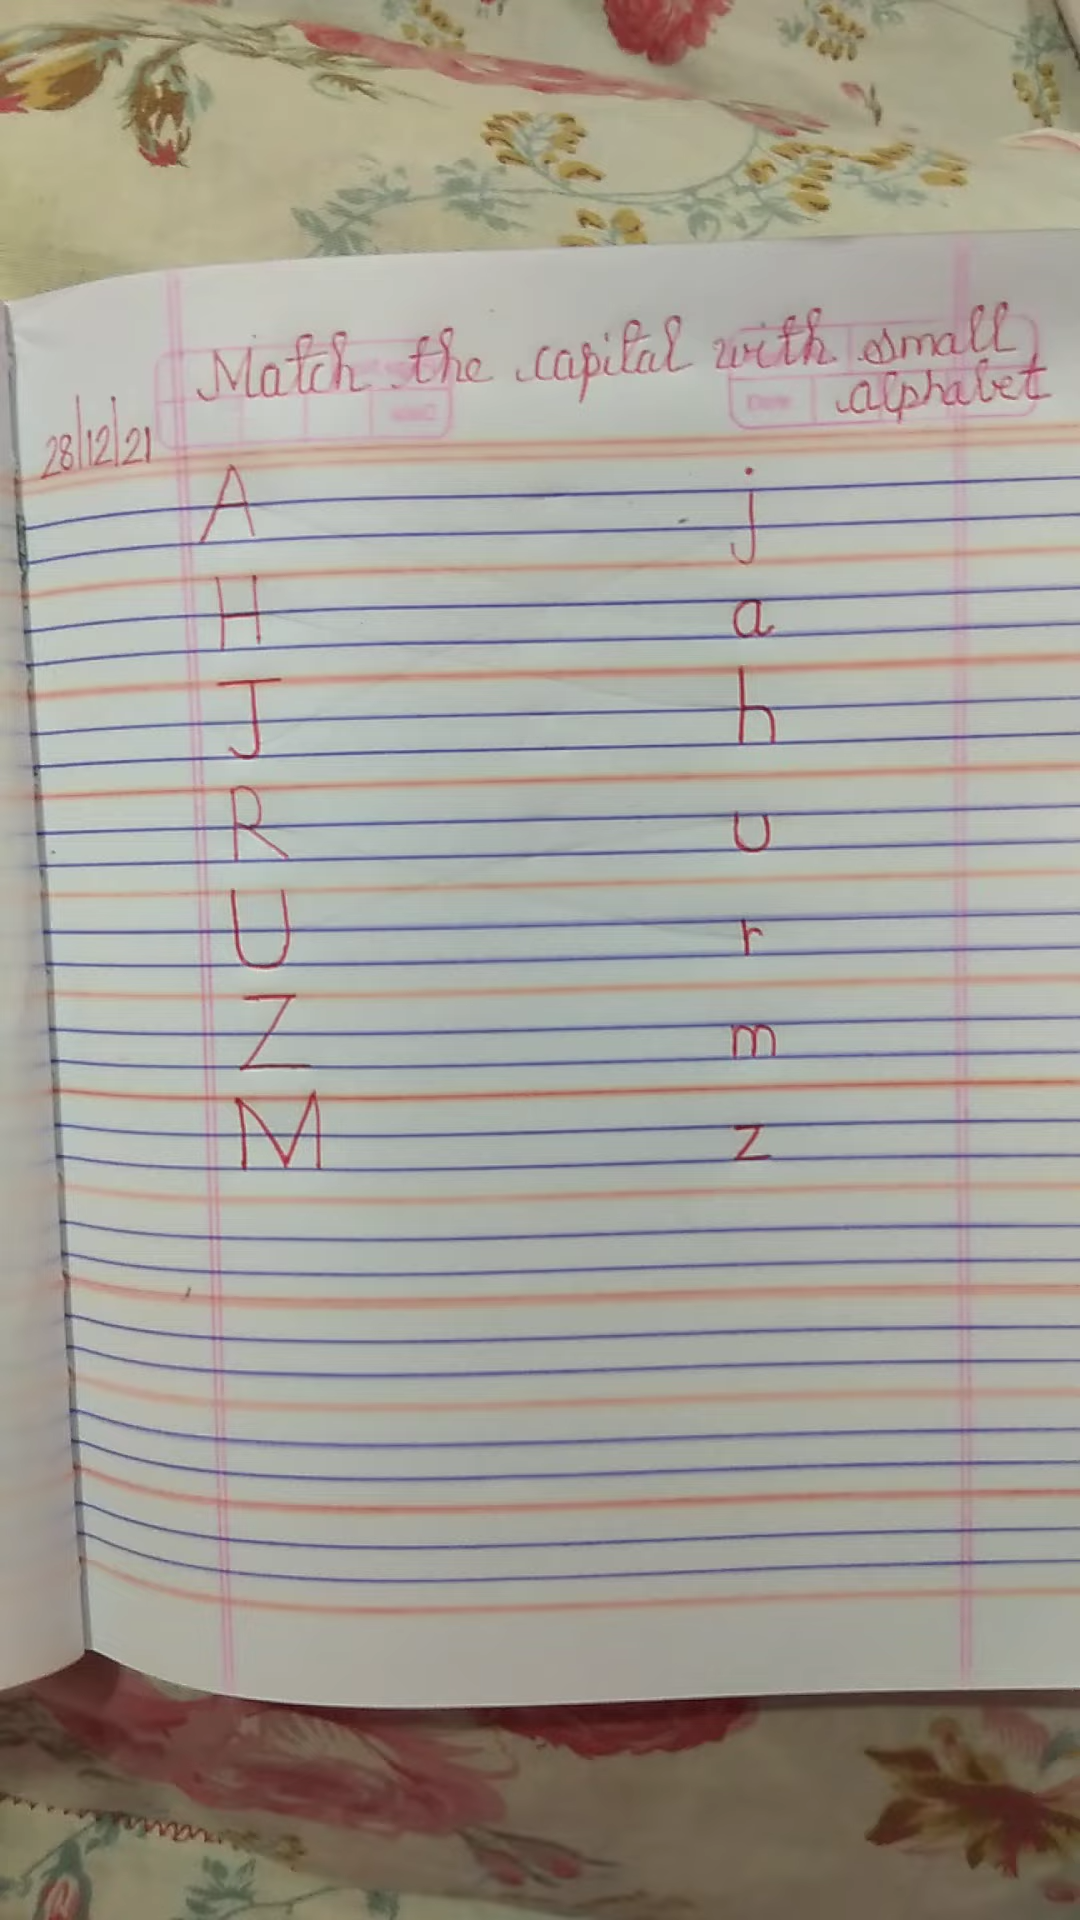 Match the capital with small
alphabet
28/12/21
A j
H a
J h
R u
U r
Z m
M z